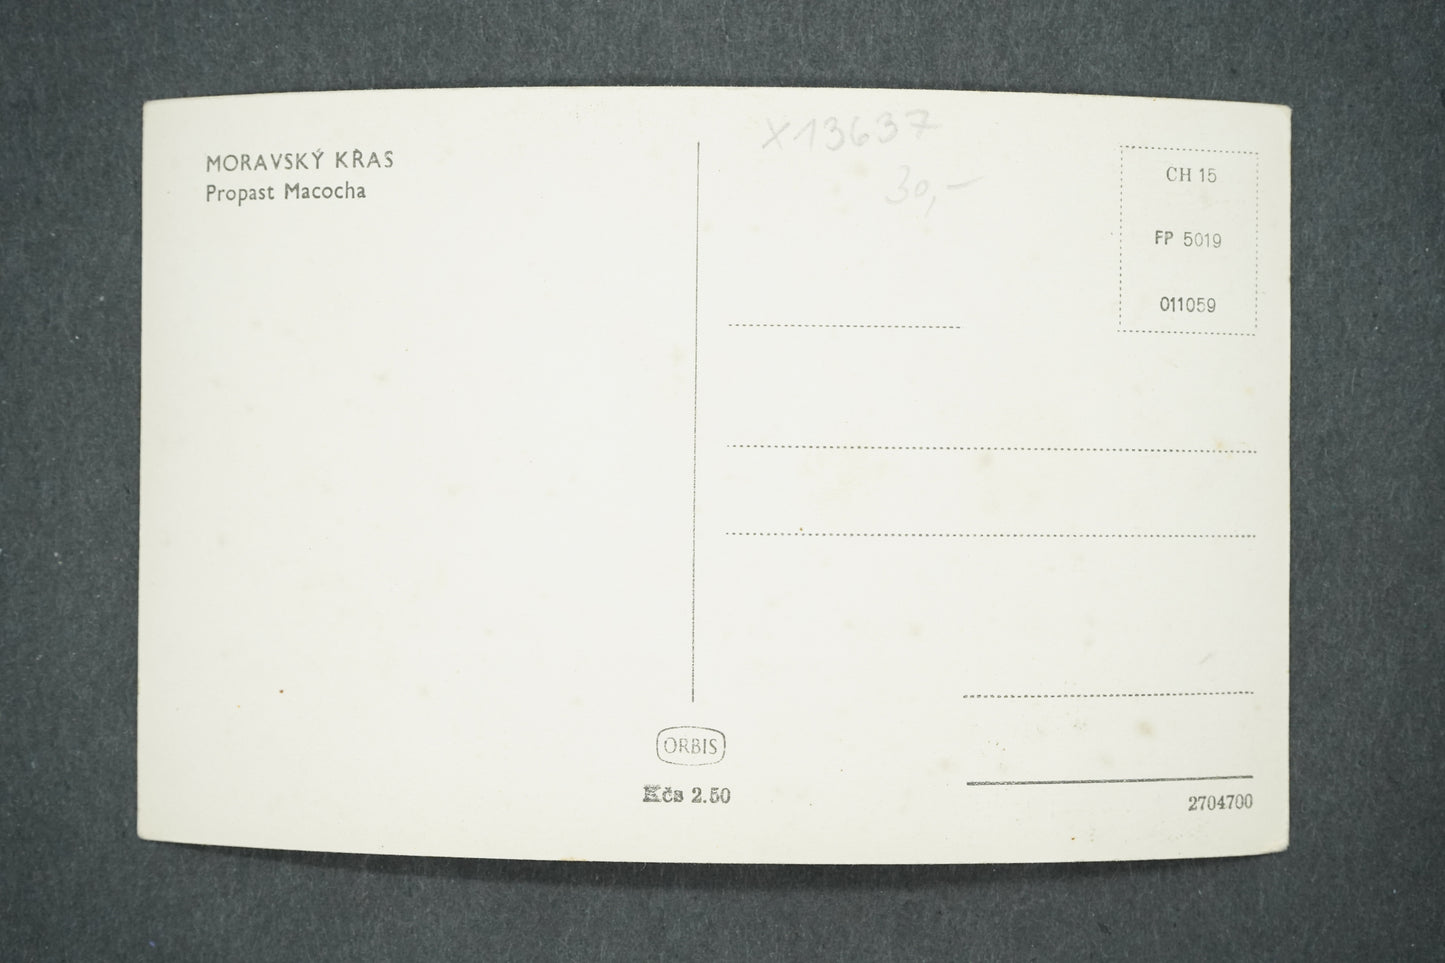 MORAVSKÝ KRAS
Propast Macocha
X13637
30,-
CH 15
FP 5019
011059
ORBIS
Kčs 2.50
2704700